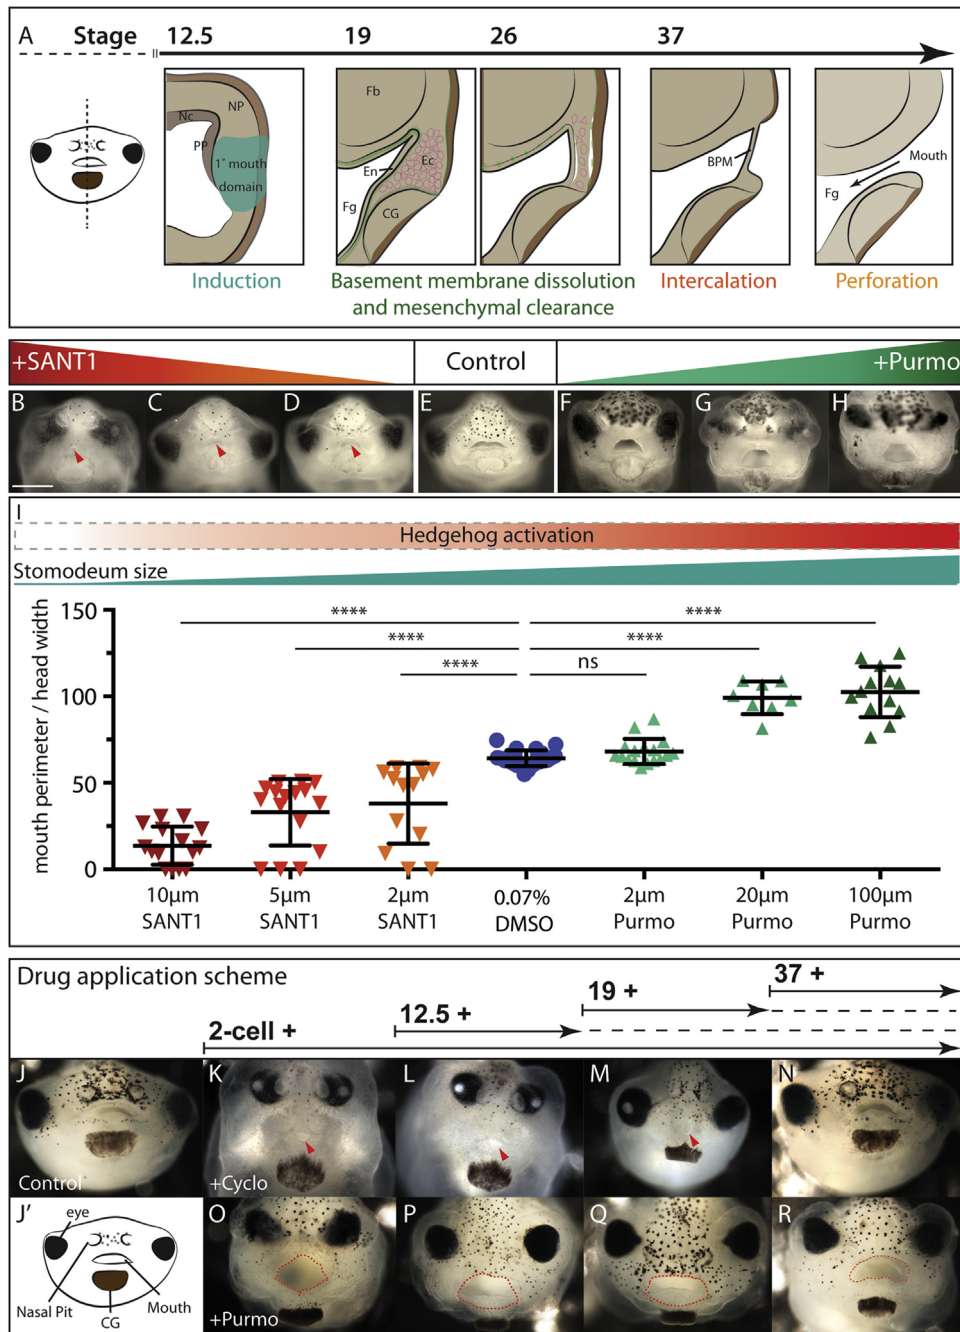 A Stage 12.5 19 26 37
Nc NP
PP
1° mouth
domain
Fb
Ec
En
Fg
CG
BPM
Mouth
Fg
Induction
Basement membrane dissolution
and mesenchymal clearance
Intercalation
Perforation
+SANT1 Control +Purmo
B C D E F G H
I
Hedgehog activation
Stomodeum size
mouth perimeter / head width
150
100
50
0
**** ****
**** ****
**** ns
10µm
SANT1
5µm
SANT1
2µm
SANT1
0.07%
DMSO
2µm
Purmo
20µm
Purmo
100µm
Purmo
Drug application scheme
37 +
19 +
12.5 +
2-cell +
J K L M N
Control +Cyclo
J' O P Q R
eye
Nasal Pit
CG
Mouth
+Purmo